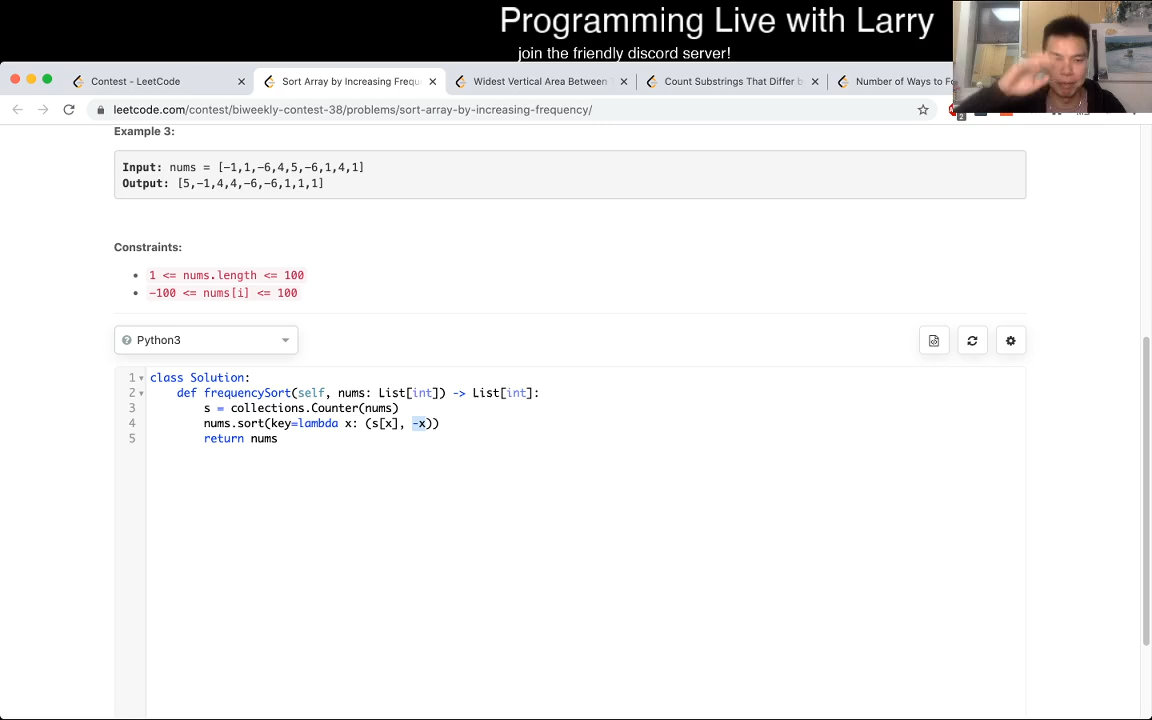 Programming Live with Larry
join the friendly discord server!
Contest - LeetCode
Sort Array by Increasing Frequ
Widest Vertical Area Between
Count Substrings That Differ b
Number of Ways to Fo
leetcode.com/contest/biweekly-contest-38/problems/sort-array-by-increasing-frequency/
2
Example 3:
Input: nums = [-1,1,-6,4,5,-6,1,4,1]
Output: [5,-1,4,4,-6,-6,1,1,1]
Constraints:
1 <= nums.length <= 100
-100 <= nums[i] <= 100
Python3
1 class Solution:
2 def frequencySort(self, nums: List[int]) -> List[int]:
3 s = collections.Counter(nums)
4 nums.sort(key=lambda x: (s[x], -x))
5 return nums